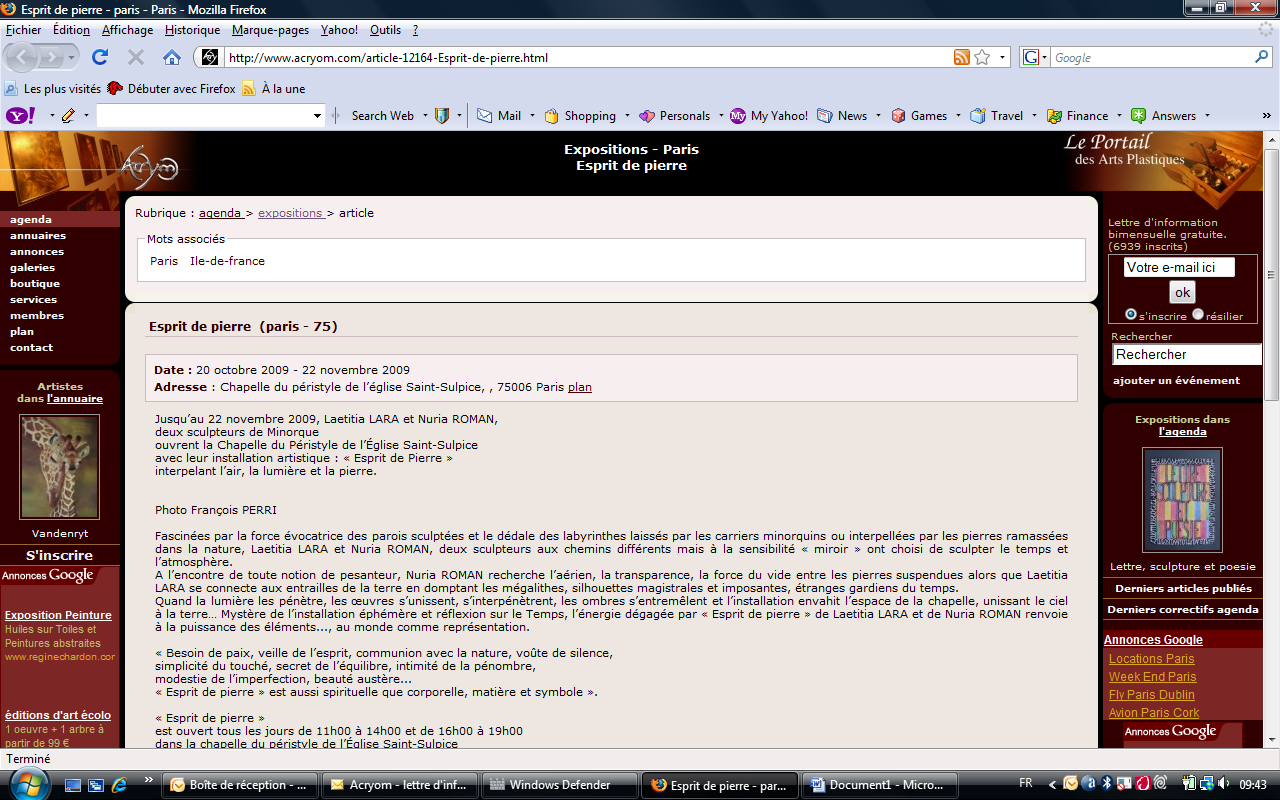 Esprit de pierre - paris - Paris - Mozilla Firefox
Fichier Édition Affichage Historique Marque-pages Yahoo! Outils ?
http://www.acryom.com/article-12164-Esprit-de-pierre.html
Google
Les plus visités Débuter avec Firefox À la une
Search Web Mail Shopping Personals My Yahoo! News Games Travel Finance Answers »
Acryom
Expositions - Paris
Esprit de pierre
Le Portail
des Arts Plastiques
agenda
annuaires
annonces
galeries
boutique
services
membres
plan
contact
Artistes
dans l'annuaire
Vandenryt
S'inscrire
Annonces Google
Exposition Peinture
Huiles sur Toiles et
Peintures abstraites
www.reginechardon.cor
éditions d'art écolo
1 oeuvre + 1 arbre à
partir de 99 €
Rubrique : agenda > expositions > article
Mots associés
Paris Ile-de-france
Esprit de pierre (paris - 75)
Date : 20 octobre 2009 - 22 novembre 2009
Adresse : Chapelle du péristyle de l’église Saint-Sulpice, , 75006 Paris plan
Jusqu’au 22 novembre 2009, Laetitia LARA et Nuria ROMAN,
deux sculpteurs de Minorque
ouvrent la Chapelle du Péristyle de l’Église Saint-Sulpice
avec leur installation artistique : « Esprit de Pierre »
interpelant l’air, la lumière et la pierre.
Photo François PERRI
Fascinées par la force évocatrice des parois sculptées et le dédale des labyrinthes laissés par les carriers minorquins ou interpellées par les pierres ramassées
dans la nature, Laetitia LARA et Nuria ROMAN, deux sculpteurs aux chemins différents mais à la sensibilité « miroir » ont choisi de sculpter le temps et
l’atmosphère.
A l’encontre de toute notion de pesanteur, Nuria ROMAN recherche l’aérien, la transparence, la force du vide entre les pierres suspendues alors que Laetitia
LARA se connecte aux entrailles de la terre en domptant les mégalithes, silhouettes magistrales et imposantes, étranges gardiens du temps.
Quand la lumière les pénètre, les œuvres s’unissent, s’interpénètrent, les ombres s’entremêlent et l’installation envahit l’espace de la chapelle, unissant le ciel
à la terre... Mystère de l’installation éphémère et réflexion sur le Temps, l’énergie dégagée par « Esprit de pierre » de Laetitia LARA et de Nuria ROMAN renvoie
à la puissance des éléments..., au monde comme représentation.
« Besoin de paix, veille de l’esprit, communion avec la nature, voûte de silence,
simplicité du touché, secret de l’équilibre, intimité de la pénombre,
modestie de l’imperfection, beauté austère...
« Esprit de pierre » est aussi spirituelle que corporelle, matière et symbole ».
« Esprit de pierre »
est ouvert tous les jours de 11h00 à 14h00 et de 16h00 à 19h00
dans la chapelle du péristyle de l’Église Saint-Sulpice
Lettre d'information
bimensuelle gratuite.
(6939 inscrits)
Votre e-mail ici
ok
s'inscrire résilier
Rechercher
Rechercher
ajouter un événement
Expositions dans
l'agenda
Lettre, sculpture et poesie
Derniers articles publiés
Derniers correctifs agenda
Annonces Google
Locations Paris
Week End Paris
Fly Paris Dublin
Avion Paris Cork
Annonces Google
Terminé
» Boîte de réception - ... Acryom - lettre d'inf... Windows Defender Esprit de pierre - par... Document1 - Micro... FR 09:43